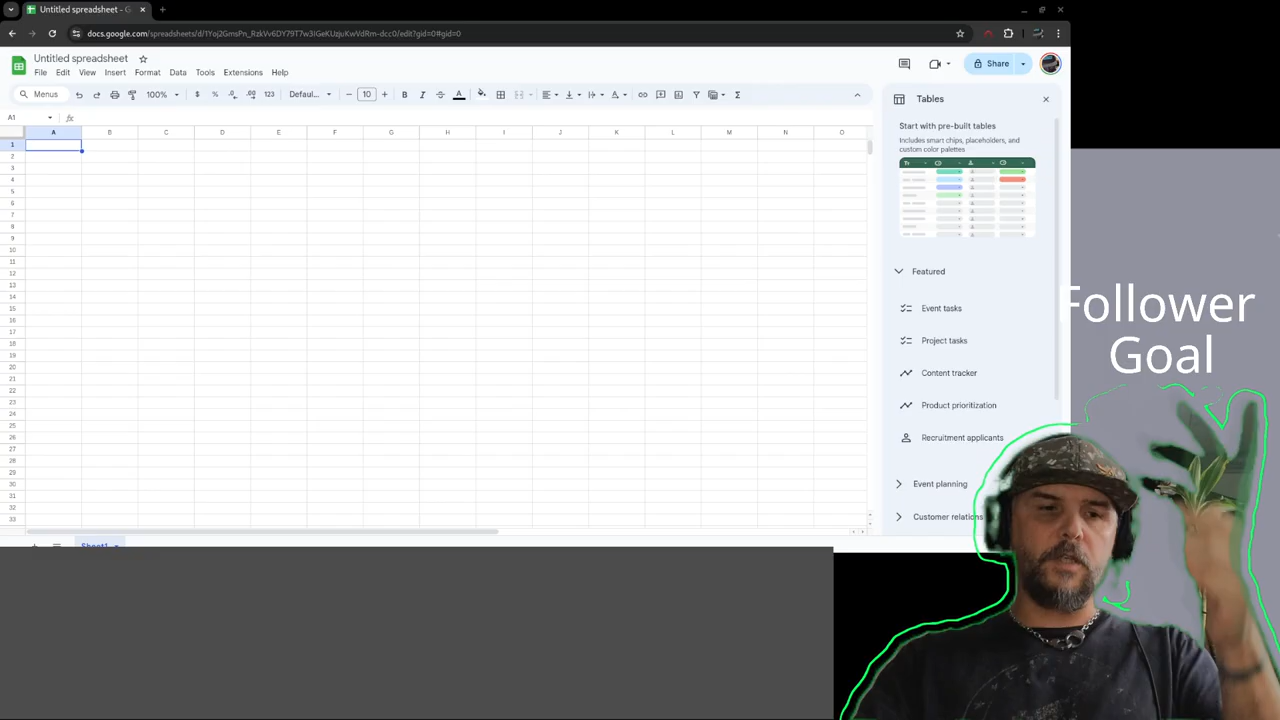 Untitled spreadsheet - G
docs.google.com/spreadsheets/d/1Yoj2GmsPn_RzkVv6DY79T7w3IGeKUzjuKwVdRm-dcc0/edit?gid=0#gid=0
Untitled spreadsheet
File Edit View Insert Format Data Tools Extensions Help
Share
Menus 100% $ % .0 .00 123 Defaul... 10 B I S A
A1 fx
A B C D E F G H I J K L M N O
1
2
3
4
5
6
7
8
9
10
11
12
13
14
15
16
17
18
19
20
21
22
23
24
25
26
27
28
29
30
31
32
33
Sheet1
Tables
Start with pre-built tables
Includes smart chips, placeholders, and
custom color palettes
Featured
Event tasks
Project tasks
Content tracker
Product prioritization
Recruitment applicants
Event planning
Customer relations
Follower
Goal